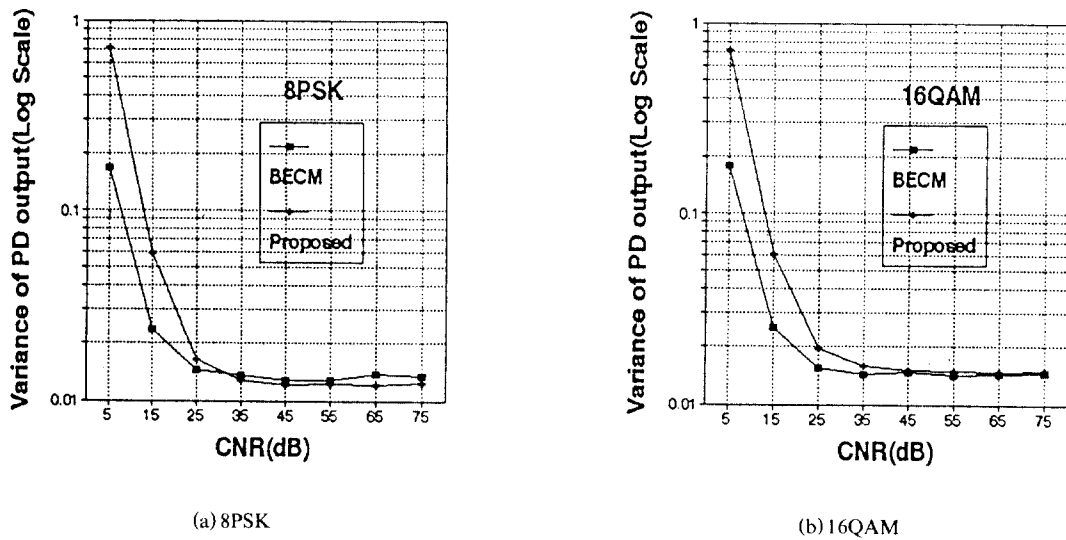 Variance of PD output(Log Scale)
1
0.1
0.01
8PSK
BECM
Proposed
5 15 25 35 45 55 65 75
CNR(dB)
(a) 8PSK
Variance of PD output(Log Scale)
1
0.1
0.01
16QAM
BECM
Proposed
5 15 25 35 45 55 65 75
CNR(dB)
(b) 16QAM